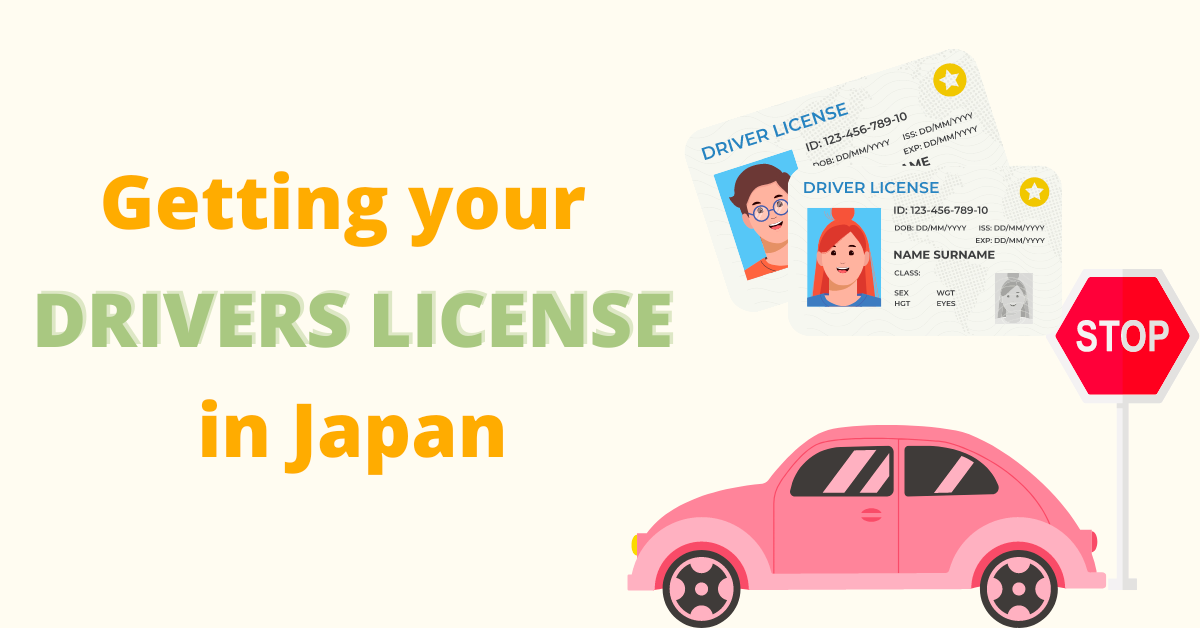 Getting your
DRIVERS LICENSE
in Japan
DRIVER LICENSE
ID: 123-456-789-10
DOB: DD/MM/YYYY
ISS: DD/MM/YYYY
EXP: DD/MM/YYYY
AME
DRIVER LICENSE
ID: 123-456-789-10
DOB: DD/MM/YYYY ISS: DD/MM/YYYY
EXP: DD/MM/YYYY
NAME SURNAME
CLASS:
SEX WGT
HGT EYES
STOP